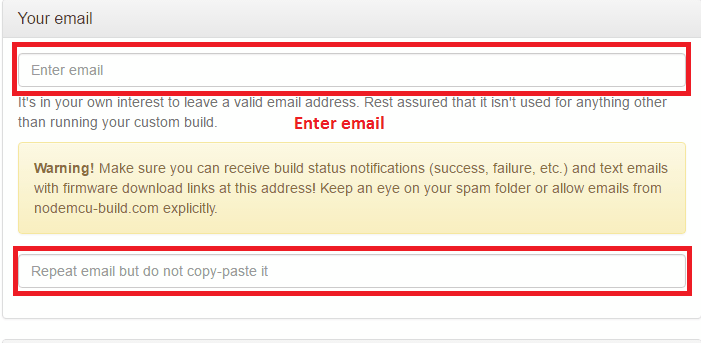 Your email
Enter email
It's in your own interest to leave a valid email address. Rest assured that it isn't used for anything other
than running your custom build.
Enter email
Warning! Make sure you can receive build status notifications (success, failure, etc.) and text emails
with firmware download links at this address! Keep an eye on your spam folder or allow emails from
nodemcu-build.com explicitly.
Repeat email but do not copy-paste it